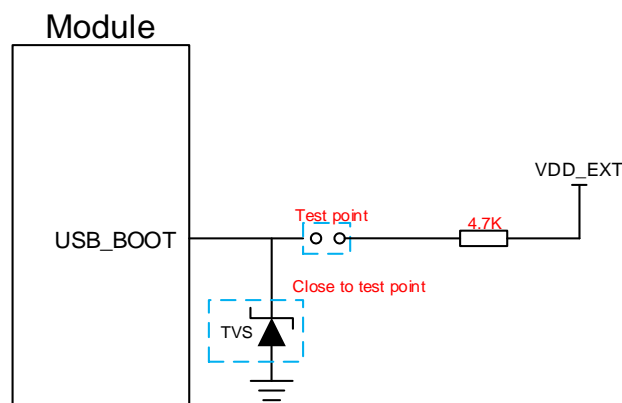 Module
VDD_EXT
Test point
4.7K
USB_BOOT
Close to test point
TVS